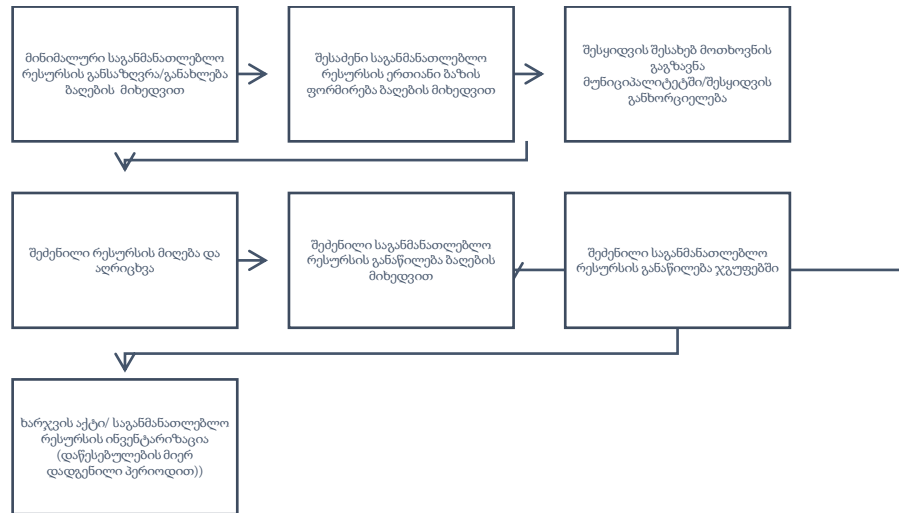 მინიმალური საგანმანათლებლო
რესურსის განსაზღვრა/განახლება
ბაღების მიხედვით
შესაძენი საგანმანათლებლო
რესურსის ერთიანი ბაზის
ფორმირება ბაღების მიხედვით
შესყიდვის შესახებ მოთხოვნის
გაგზავნა
მუნიციპალიტეტში/შესყიდვის
განხორციელება
შეძენილი რესურსის მიღება და
აღრიცხვა
შეძენილი საგანმანათლებლო
რესურსის განაწილება ბაღების
მიხედვით
შეძენილი საგანმანათლებლო
რესურსის განაწილება ჯგუფებში
ხარჯვის აქტი/ საგანმანათლებლო
რესურსის ინვენტარიზაცია
(დაწესებულების მიერ
დადგენილი პერიოდით))